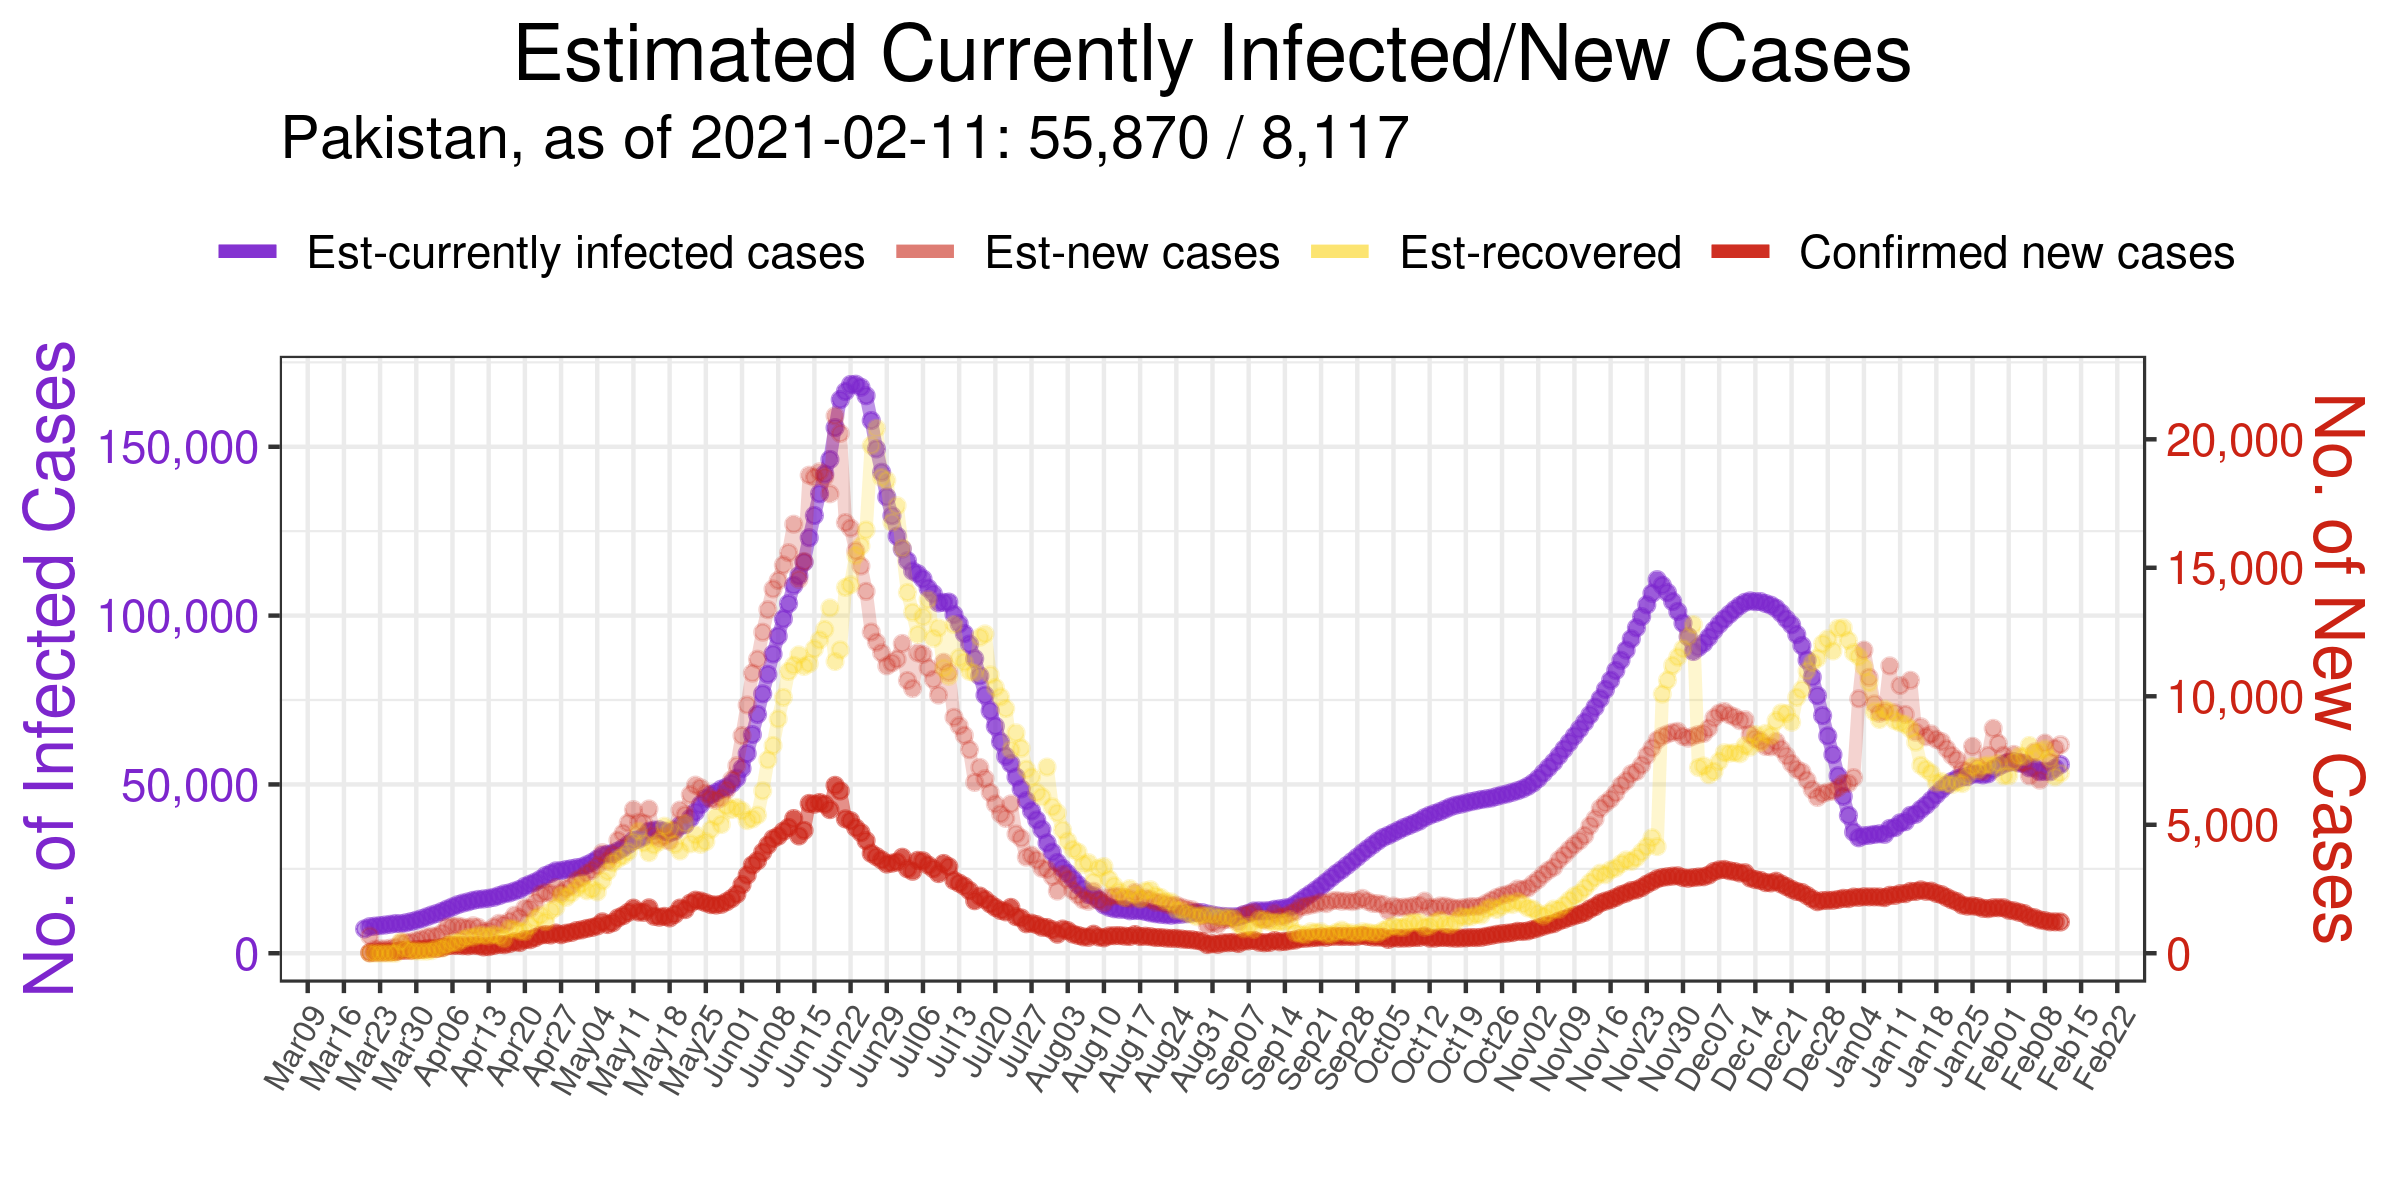 Estimated Currently Infected/New Cases
Pakistan, as of 2021-02-11: 55,870 / 8,117
Est-currently infected cases Est-new cases Est-recovered Confirmed new cases
No. of Infected Cases
150,000
100,000
50,000
0
20,000
15,000
10,000
5,000
0
No. of New Cases
Mar09 Mar16 Mar23 Mar30 Apr06 Apr13 Apr20 Apr27 May04 May11 May18 May25 Jun01 Jun08 Jun15 Jun22 Jun29 Jul06 Jul13 Jul20 Jul27 Aug03 Aug10 Aug17 Aug24 Aug31 Sep07 Sep14 Sep21 Sep28 Oct05 Oct12 Oct19 Oct26 Nov02 Nov09 Nov16 Nov23 Nov30 Dec07 Dec14 Dec21 Dec28 Jan04 Jan11 Jan18 Jan25 Feb01 Feb08 Feb15 Feb22